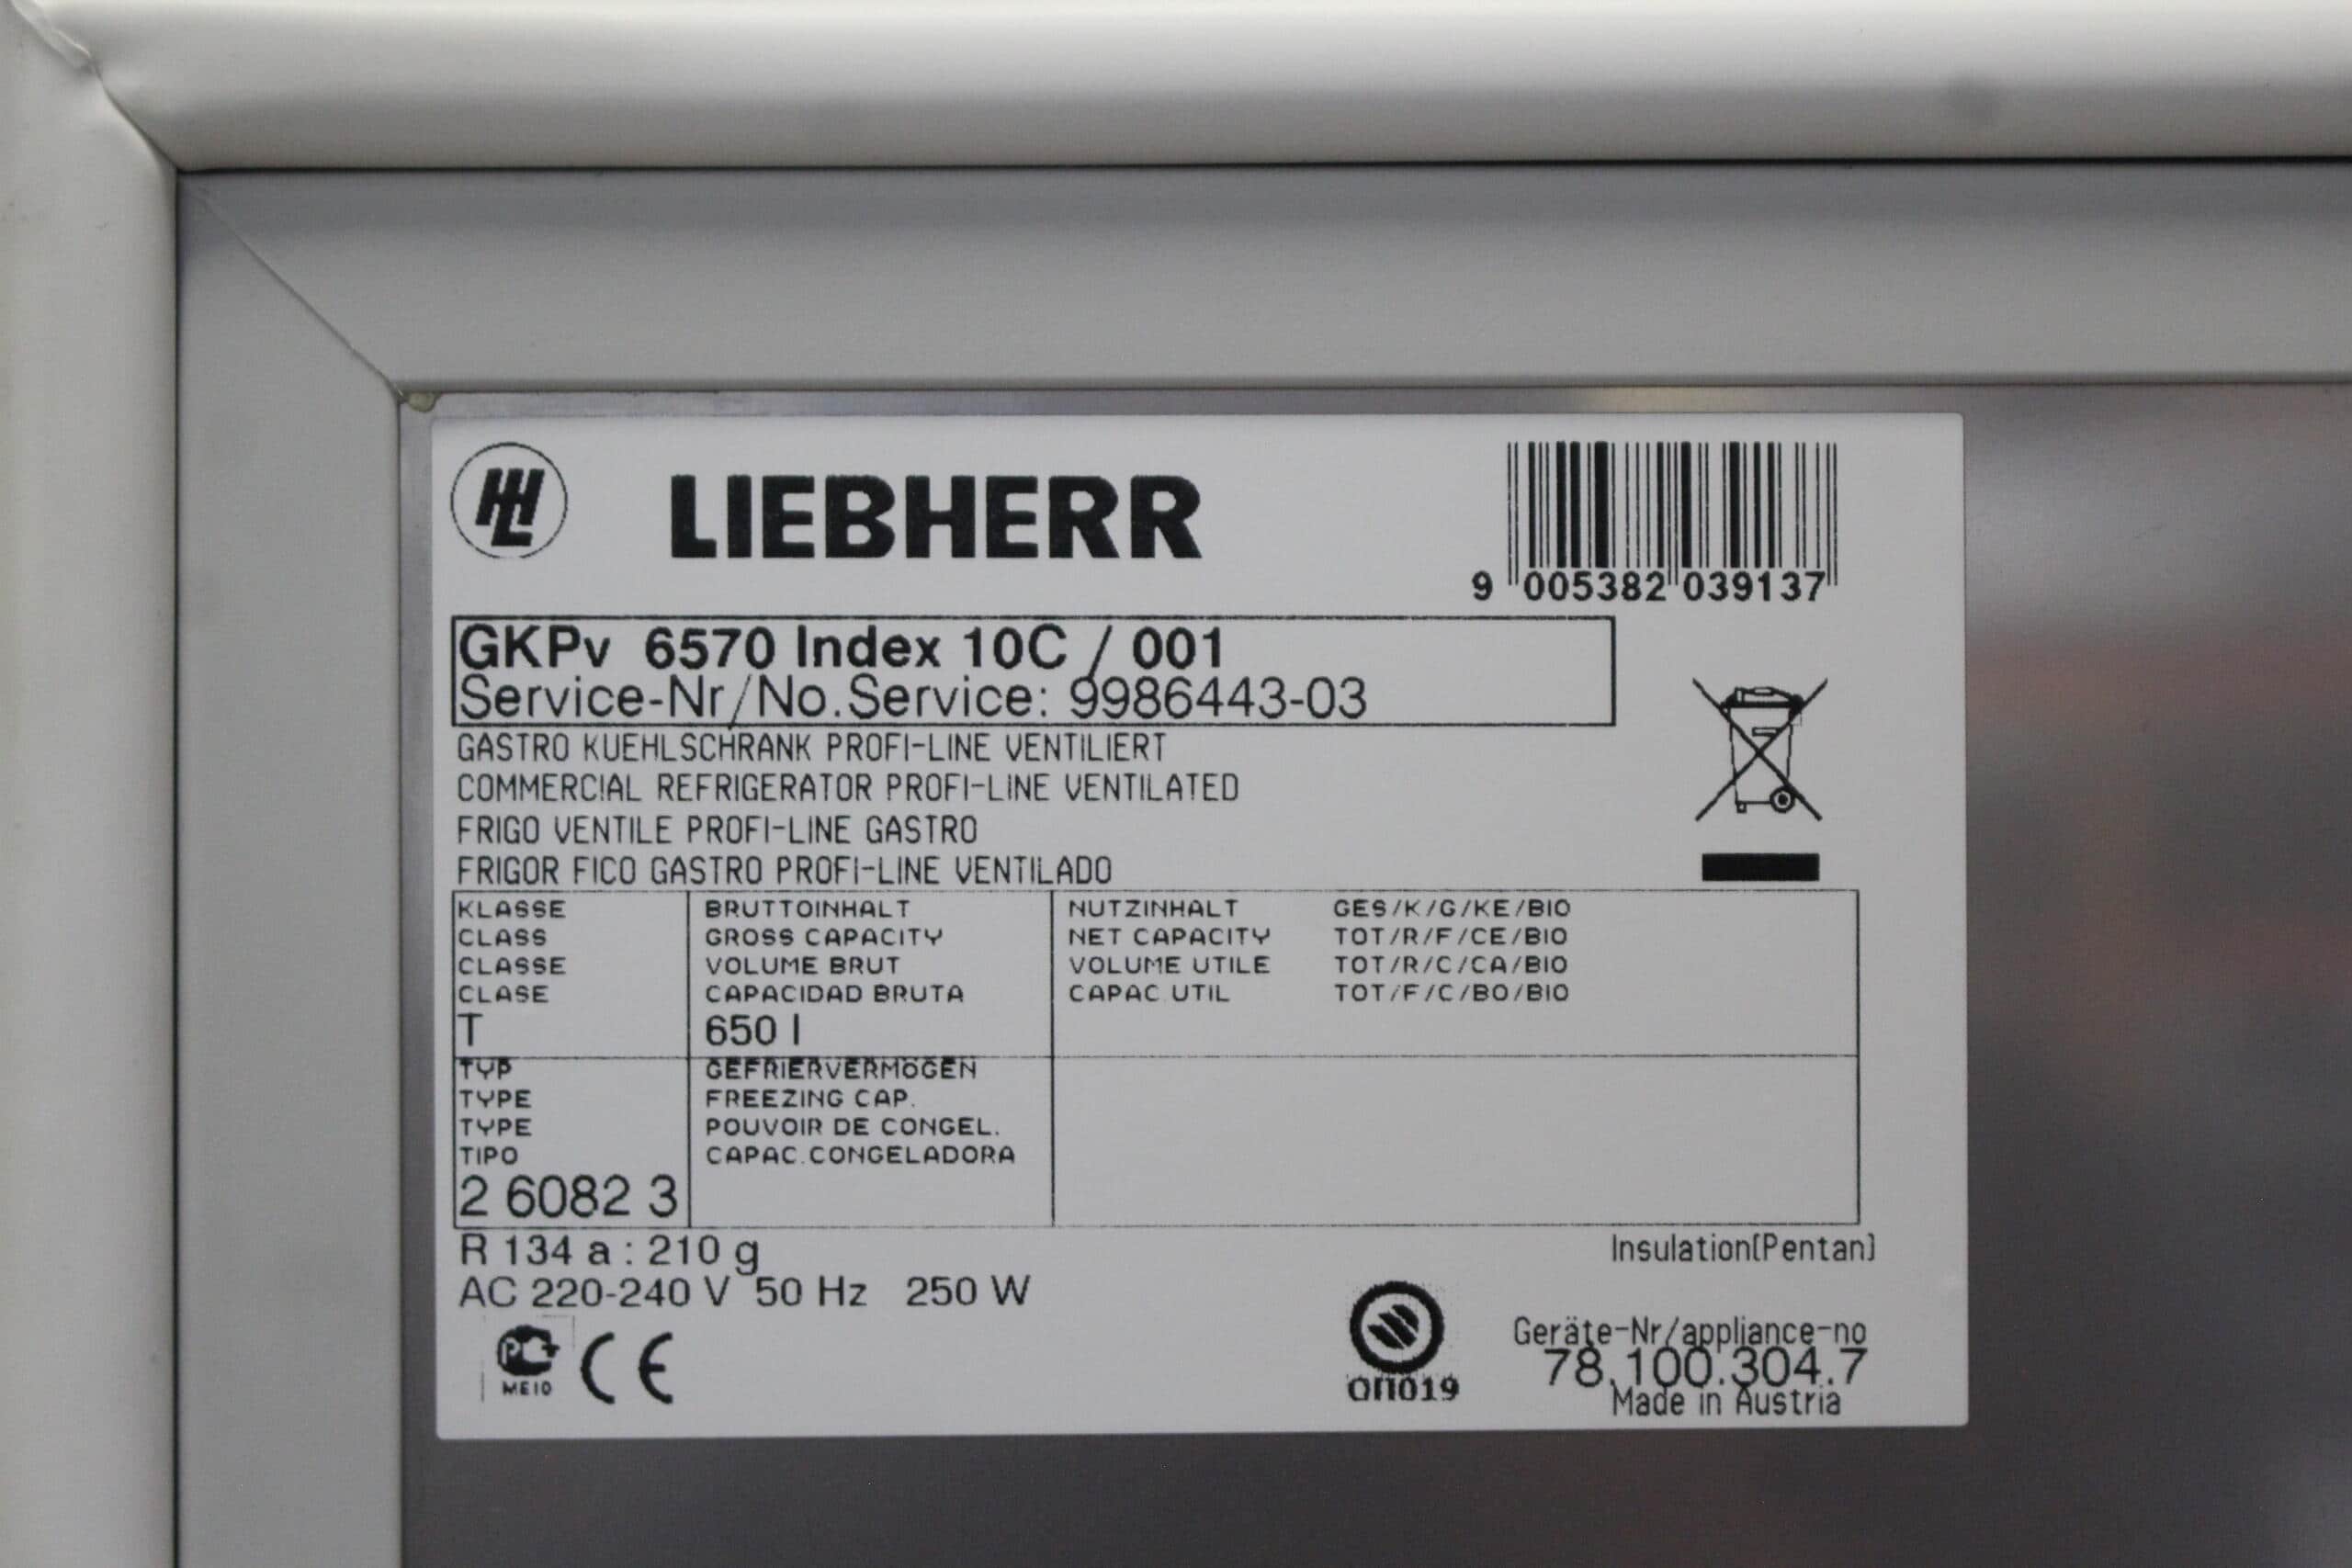 HLH
LIEBHERR
9 005382 039137
GKPv 6570 Index 10C / 001
Service-Nr/No.Service: 9986443-03
GASTRO KUEHLSCHRANK PROFI-LINE VENTILIERT
COMMERCIAL REFRIGERATOR PROFI-LINE VENTILATED
FRIGO VENTILE PROFI-LINE GASTRO
FRIGOR FICO GASTRO PROFI-LINE VENTILADO
KLASSE BRUTTOINHALT NUTZINHALT GES/K/G/KE/BIO
CLASS GROSS CAPACITY NET CAPACITY TOT/R/F/CE/BIO
CLASSE VOLUME BRUT VOLUME UTILE TOT/R/C/CA/BIO
CLASE CAPACIDAD BRUTA CAPAC.UTIL TOT/F/C/BO/BIO
T 650 l
TYP GEFRIERVERMÖGEN
TYPE FREEZING CAP.
TYPE POUVOIR DE CONGEL.
TIPO CAPAC.CONGELADORA
2 6082 3
R 134 a : 210 g Insulation(Pentan)
AC 220-240 V 50 Hz 250 W
PCT
ME10
CE
ОП019
Geräte-Nr/appliance-no
78.100.304.7
Made in Austria